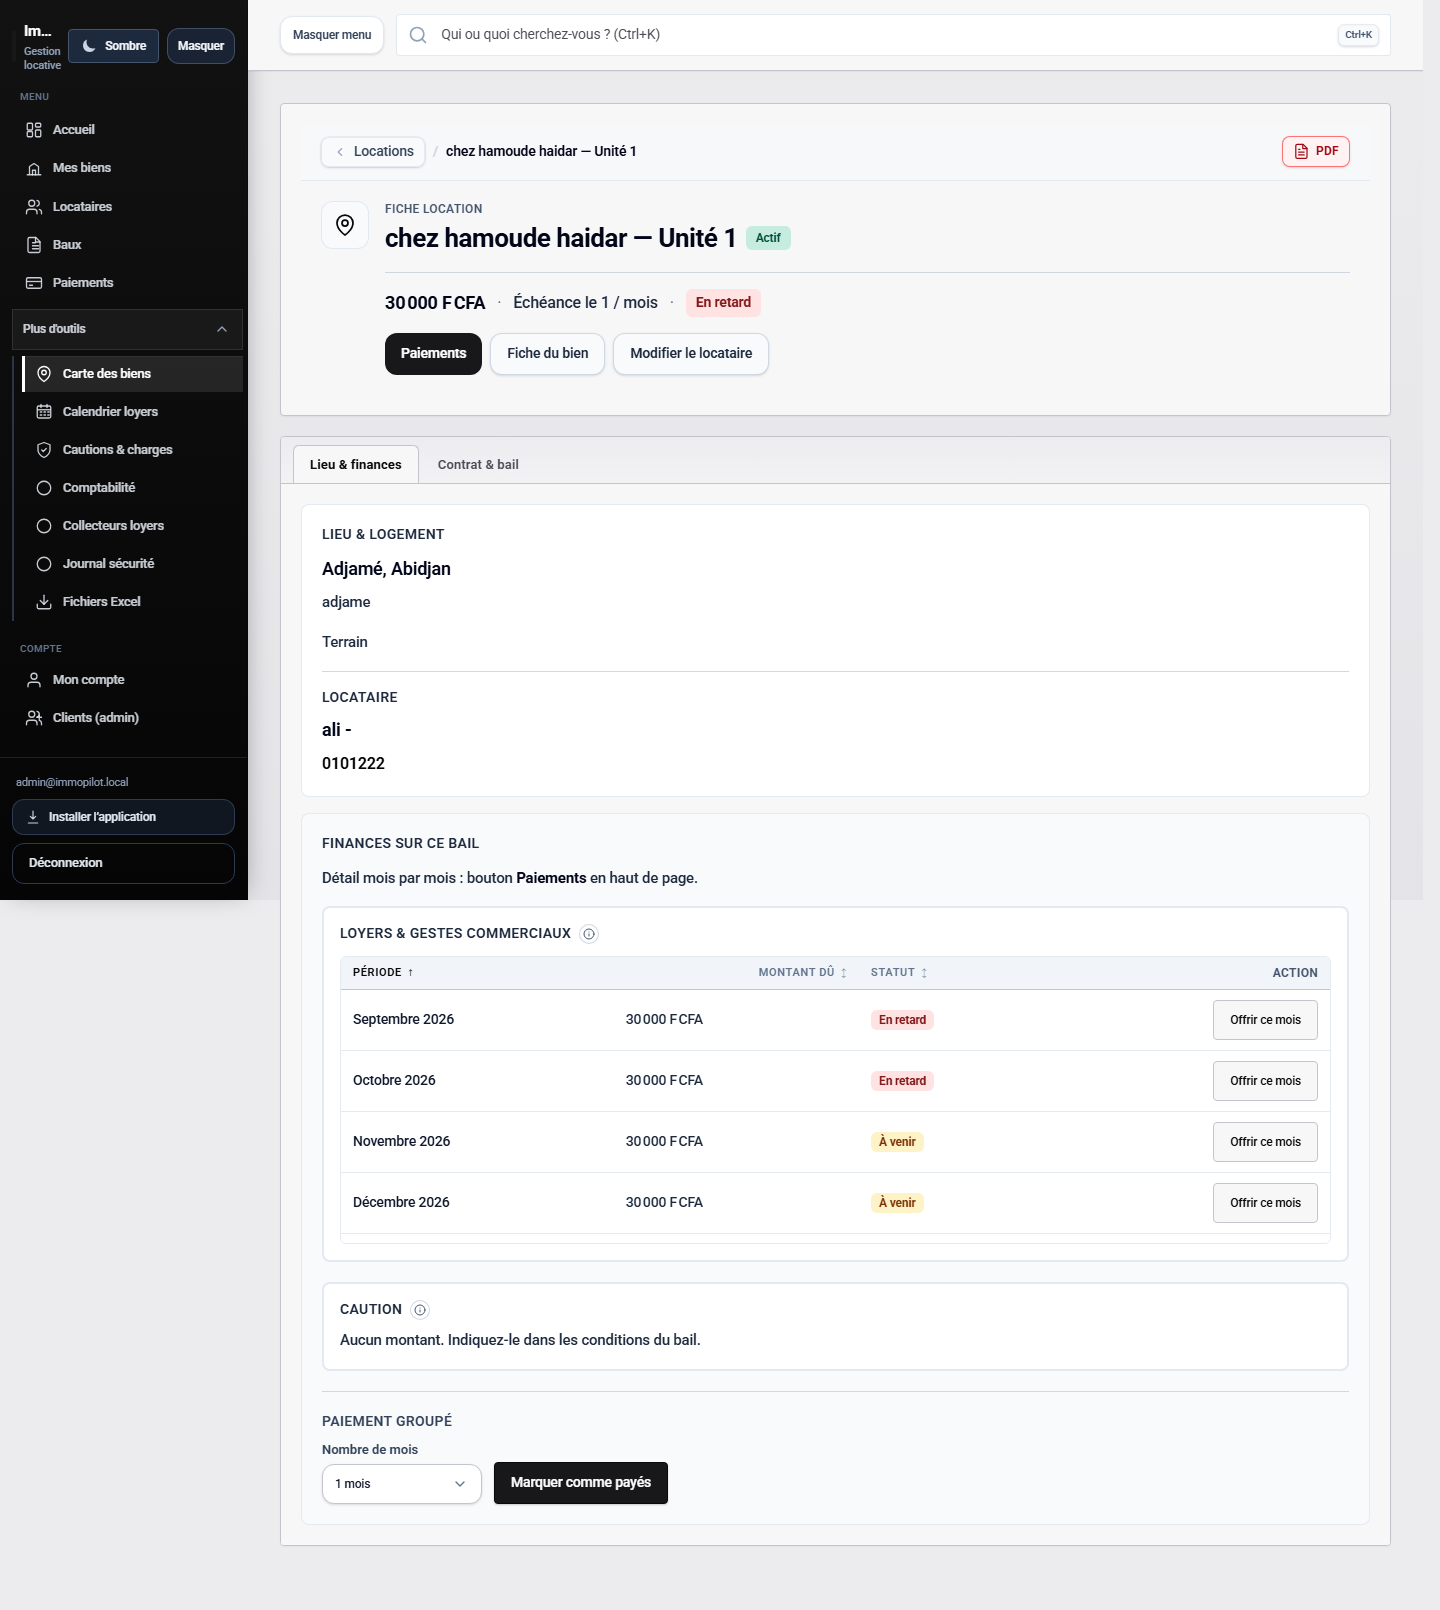 Im...
Gestion
locative
Sombre
Masquer
MENU
Accueil
Mes biens
Locataires
Baux
Paiements
Plus d'outils
Carte des biens
Calendrier loyers
Cautions & charges
Comptabilité
Collecteurs loyers
Journal sécurité
Fichiers Excel
COMPTE
Mon compte
Clients (admin)
admin@immopilot.local
Installer l'application
Déconnexion
Masquer menu
Qui ou quoi cherchez-vous ? (Ctrl+K)
Ctrl+K
Locations / chez hamoude haidar — Unité 1
PDF
FICHE LOCATION
chez hamoude haidar — Unité 1 Actif
30 000 F CFA · Échéance le 1 / mois · En retard
Paiements
Fiche du bien
Modifier le locataire
Lieu & finances
Contrat & bail
LIEU & LOGEMENT
Adjamé, Abidjan
adjame
Terrain
LOCATAIRE
ali -
0101222
FINANCES SUR CE BAIL
Détail mois par mois : bouton Paiements en haut de page.
LOYERS & GESTES COMMERCIAUX
PÉRIODE ↑ MONTANT DÛ ↕ STATUT ↕ ACTION
Septembre 2026 30 000 F CFA En retard Offrir ce mois
Octobre 2026 30 000 F CFA En retard Offrir ce mois
Novembre 2026 30 000 F CFA À venir Offrir ce mois
Décembre 2026 30 000 F CFA À venir Offrir ce mois
CAUTION
Aucun montant. Indiquez-le dans les conditions du bail.
PAIEMENT GROUPÉ
Nombre de mois
1 mois
Marquer comme payés